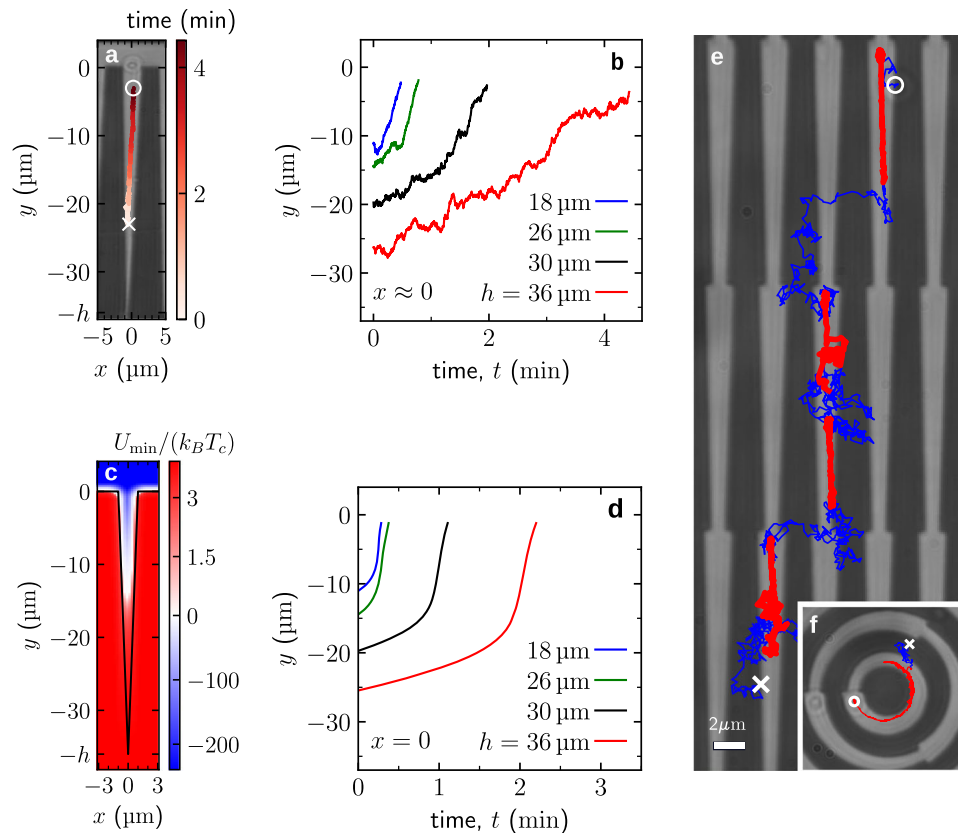 time (min)
a
0
−10
−20
−30
−h
y (µm)
−5 0 5
x (µm)
4
2
0
b
0
−10
−20
−30
y (µm)
18 µm
26 µm
30 µm
x ≈ 0 h = 36 µm
0 2 4
time, t (min)
U_min/(k_B T_c)
c
0
−10
−20
−30
−h
y (µm)
−3 0 3
x (µm)
3
1.5
0
−100
−200
d
0
−10
−20
−30
y (µm)
18 µm
26 µm
30 µm
x = 0 h = 36 µm
0 1 2 3
time, t (min)
e
2µm
f